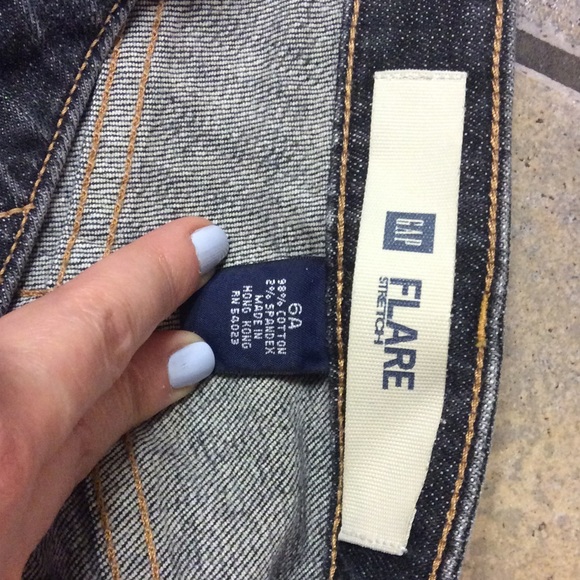 GAP
FLARE
STRETCH
6A
98% COTTON
2% SPANDEX
MADE IN
HONG KONG
RN 54023